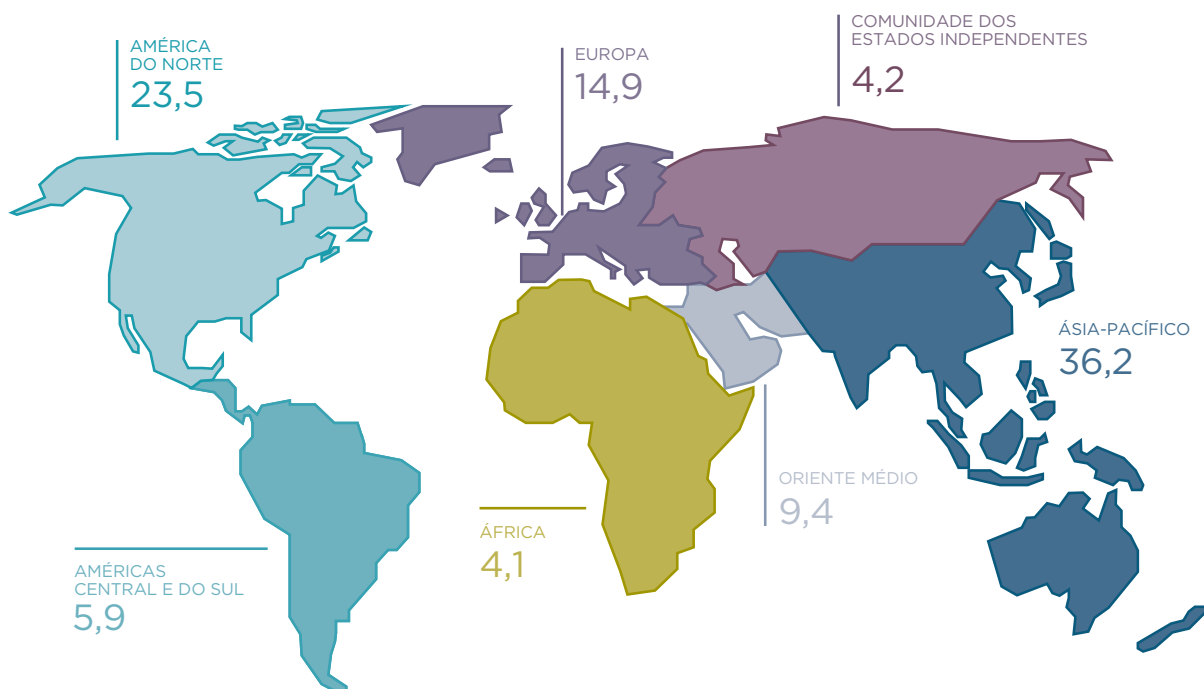 AMÉRICA
DO NORTE
23,5
EUROPA
14,9
COMUNIDADE DOS
ESTADOS INDEPENDENTES
4,2
ÁSIA-PACÍFICO
36,2
ORIENTE MÉDIO
9,4
ÁFRICA
4,1
AMÉRICAS
CENTRAL E DO SUL
5,9